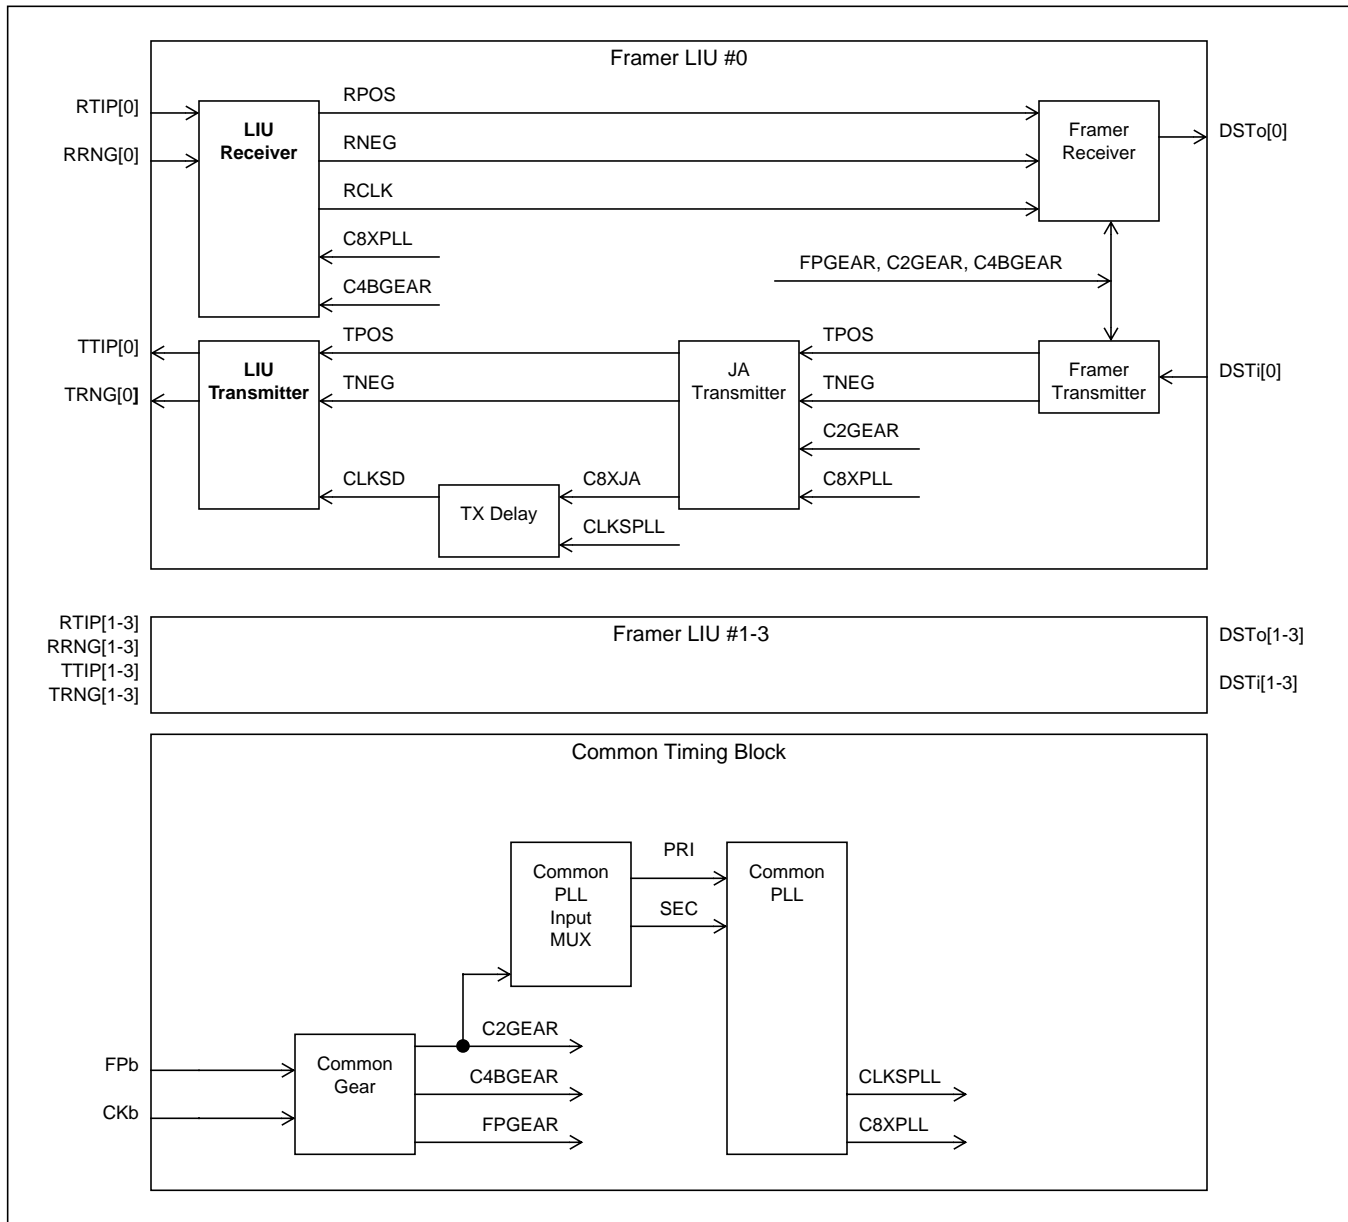 Framer LIU #0
RTIP[0]
RRNG[0]
LIU
Receiver
RPOS
RNEG
RCLK
C8XPLL
C4BGEAR
Framer
Receiver
DSTo[0]
FPGEAR, C2GEAR, C4BGEAR
TTIP[0]
TRNG[0]
LIU
Transmitter
TPOS
TNEG
CLKSD
TX Delay
C8XJA
CLKSPLL
JA
Transmitter
TPOS
TNEG
C2GEAR
C8XPLL
Framer
Transmitter
DSTi[0]
RTIP[1-3]
RRNG[1-3]
TTIP[1-3]
TRNG[1-3]
Framer LIU #1-3
DSTo[1-3]
DSTi[1-3]
Common Timing Block
Common
PLL
Input
MUX
PRI
SEC
Common
PLL
FPb
CKb
Common
Gear
C2GEAR
C4BGEAR
FPGEAR
CLKSPLL
C8XPLL